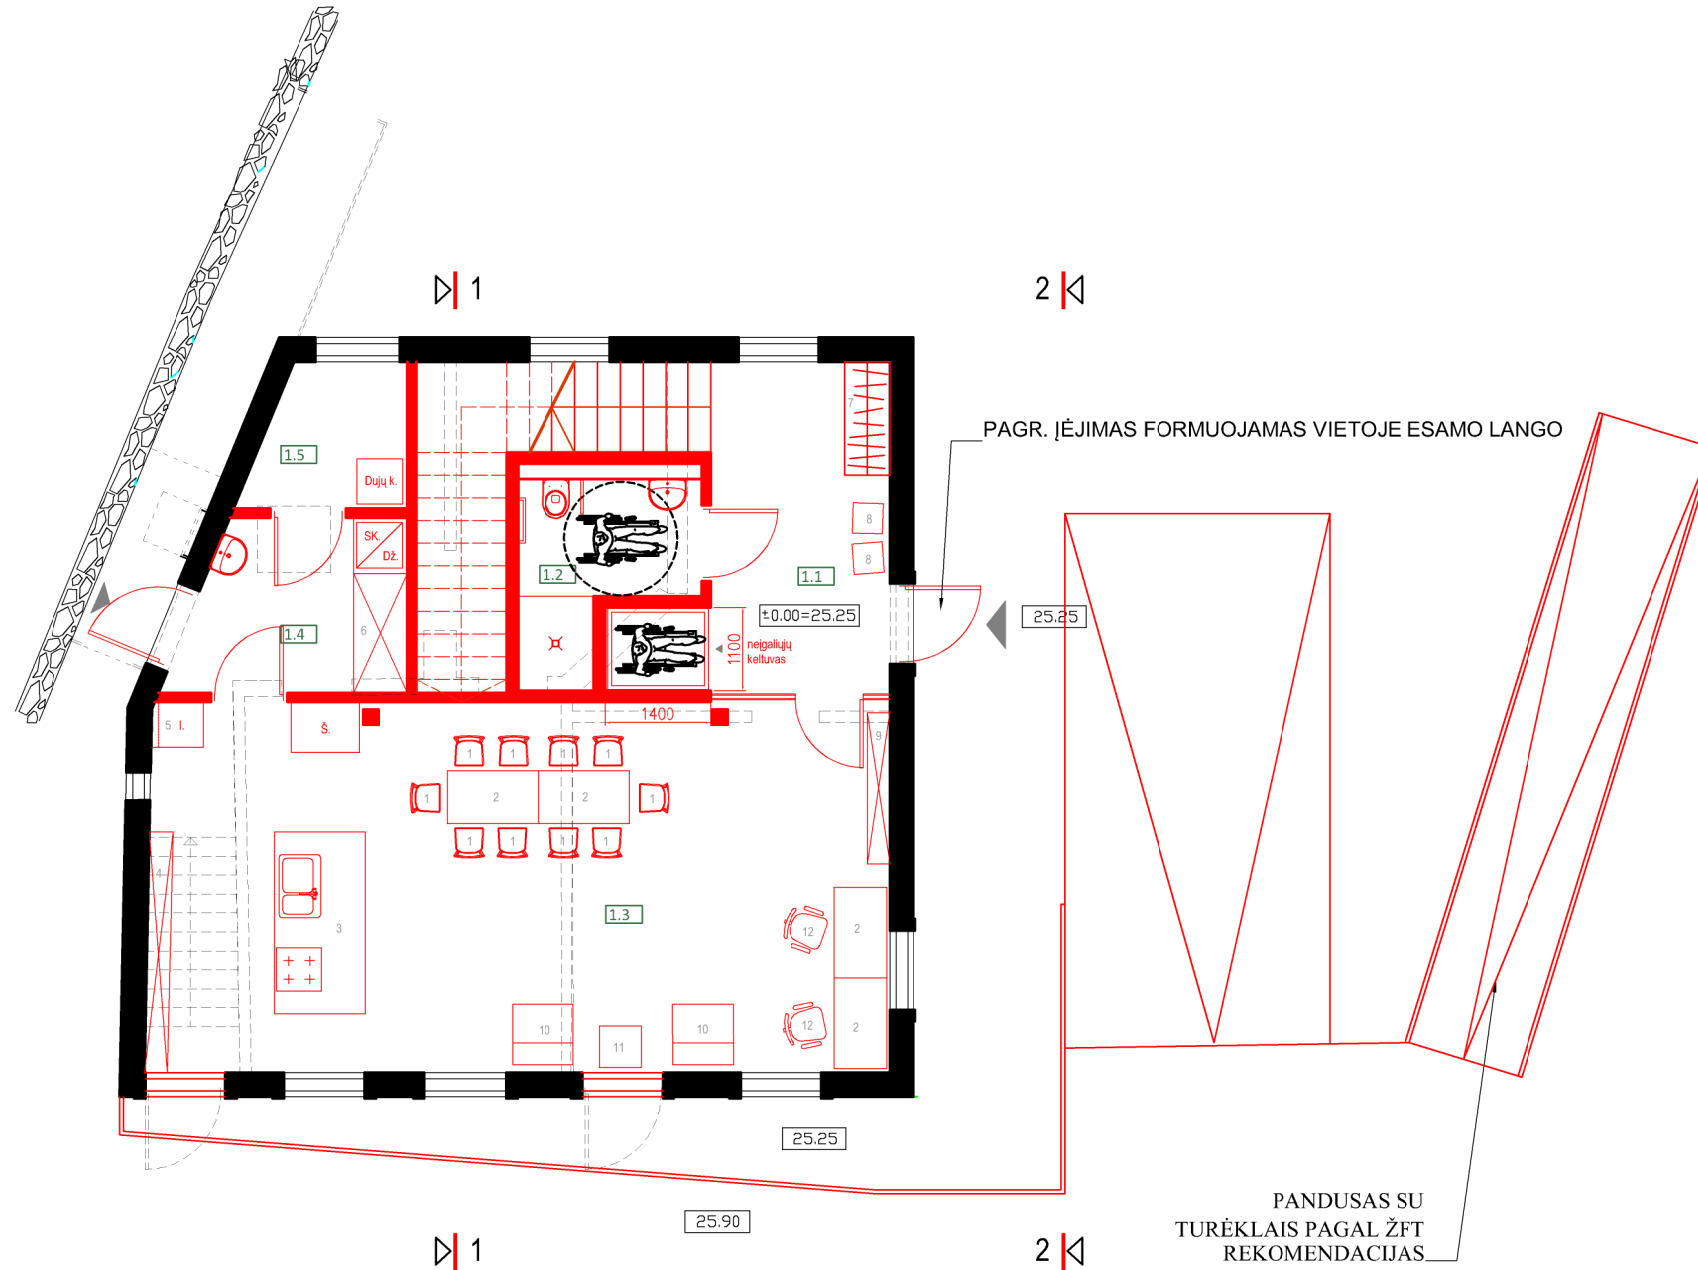 1
2
PAGR. ĮĖJIMAS FORMUOJAMAS VIETOJE ESAMO LANGO
7
1.5
Dujų k.
8
SK.
Dž.
8
1.2
1.1
±0.00=25.25
25.25
1.4
6
1100
neįgaliųjų
keltuvas
5 I.
Š.
1400
9
1 1 1 1
1 2 2 1
1 1 1 1
4
1.3
3
12 2
10 10 12 2
11
25.25
25.90
PANDUSAS SU
TURĖKLAIS PAGAL ŽFT
REKOMENDACIJAS
1
2